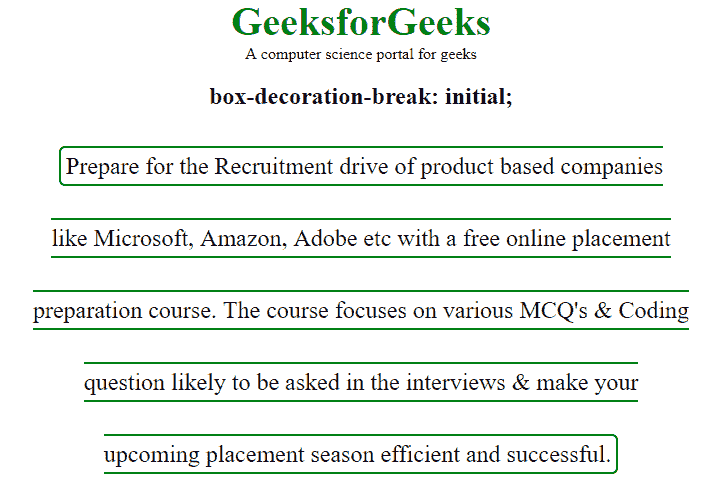 GeeksforGeeks
A computer science portal for geeks
box-decoration-break: initial;
Prepare for the Recruitment drive of product based companies
like Microsoft, Amazon, Adobe etc with a free online placement
preparation course. The course focuses on various MCQ's & Coding
question likely to be asked in the interviews & make your
upcoming placement season efficient and successful.